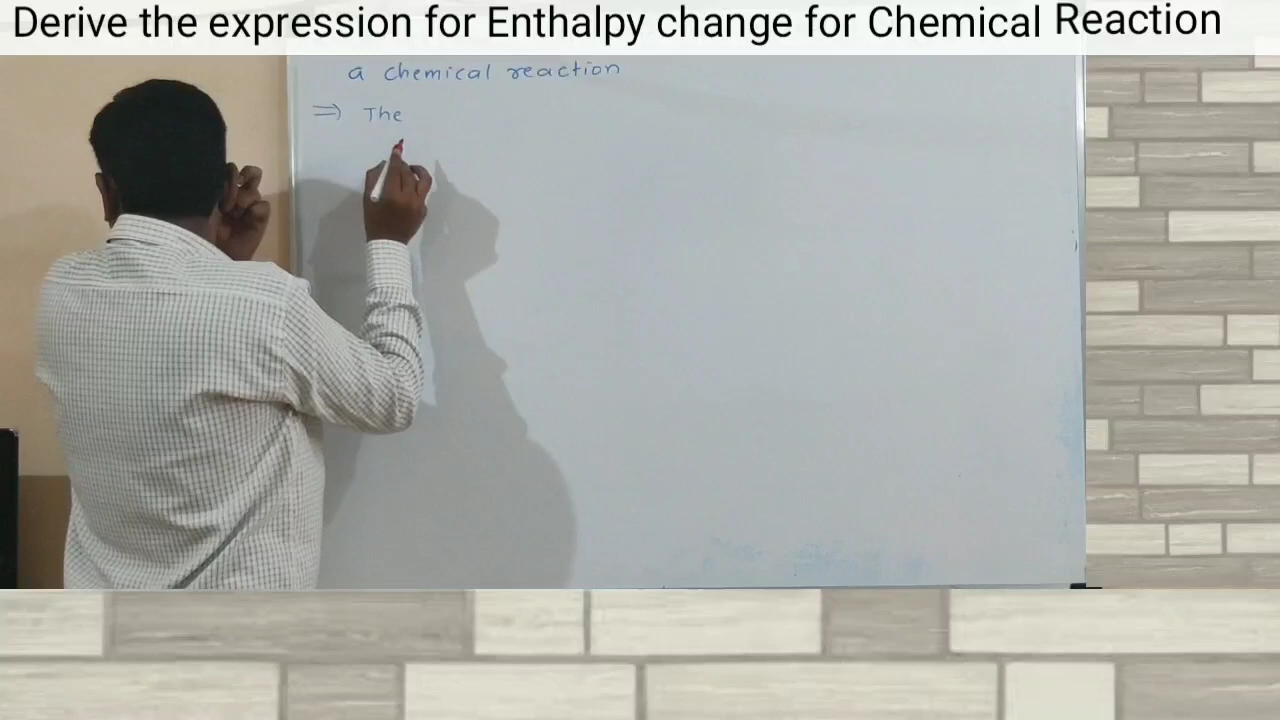 Derive the expression for Enthalpy change for Chemical Reaction
a chemical reaction
⇒ The